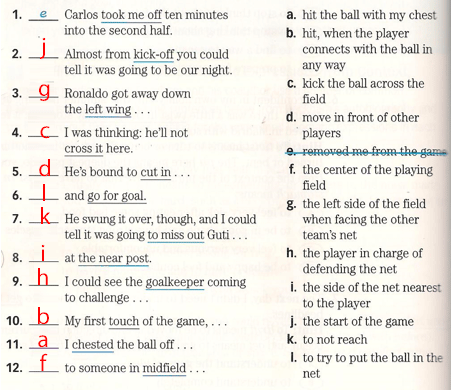 1. e Carlos took me off ten minutes
into the second half.
2. j Almost from kick-off you could
tell it was going to be our night.
3. g Ronaldo got away down
the left wing . . .
4. c I was thinking: he'll not
cross it here.
5. d He's bound to cut in . . .
6. l and go for goal.
7. k He swung it over, though, and I could
tell it was going to miss out Guti . . .
8. i at the near post.
9. h I could see the goalkeeper coming
to challenge . . .
10. b My first touch of the game, . . .
11. a I chested the ball off . . .
12. f to someone in midfield . . .
a. hit the ball with my chest
b. hit, when the player
connects with the ball in
any way
c. kick the ball across the
field
d. move in front of other
players
e. removed me from the game
f. the center of the playing
field
g. the left side of the field
when facing the other
team's net
h. the player in charge of
defending the net
i. the side of the net nearest
to the player
j. the start of the game
k. to not reach
l. to try to put the ball in the
net